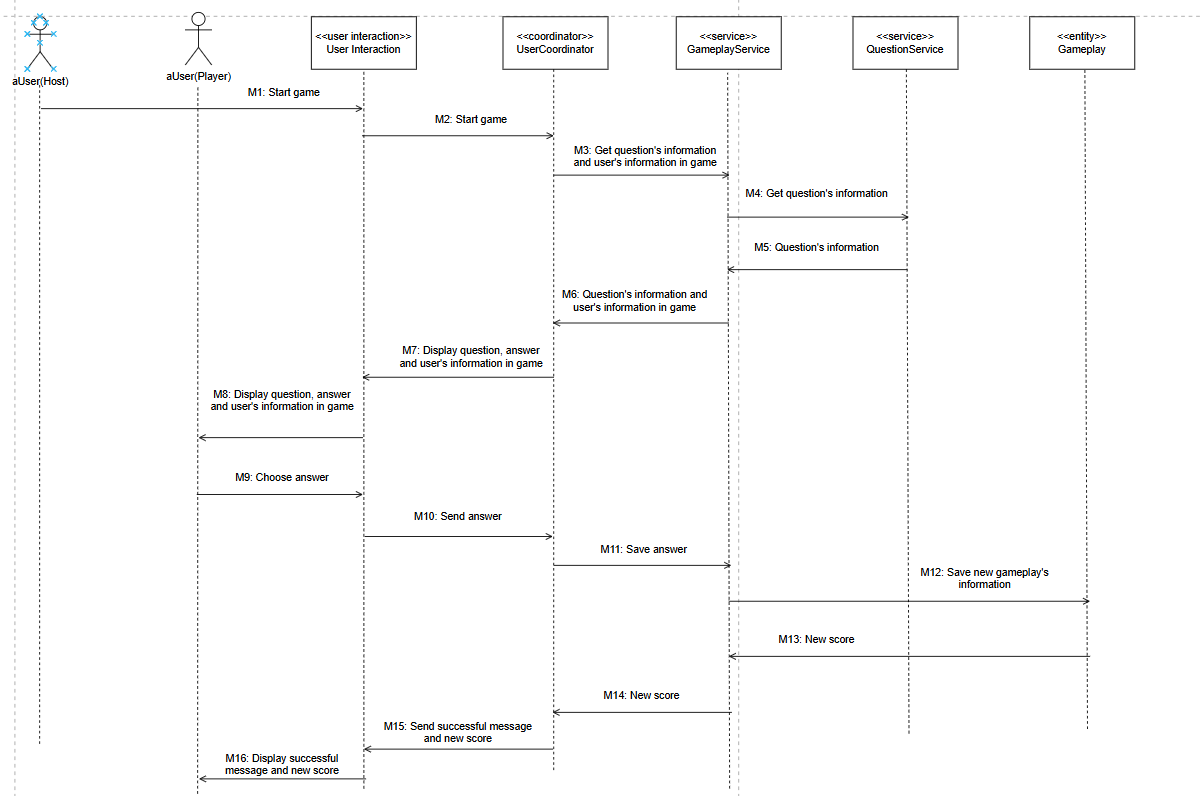 <<user interaction>>
User Interaction
<<coordinator>>
UserCoordinator
<<service>>
GameplayService
<<service>>
QuestionService
<<entity>>
Gameplay
aUser(Host)
aUser(Player)
M1: Start game
M2: Start game
M3: Get question's information
and user's information in game
M4: Get question's information
M5: Question's information
M6: Question's information and
user's information in game
M7: Display question, answer
and user's information in game
M8: Display question, answer
and user's information in game
M9: Choose answer
M10: Send answer
M11: Save answer
M12: Save new gameplay's
information
M13: New score
M14: New score
M15: Send successful message
and new score
M16: Display successful
message and new score